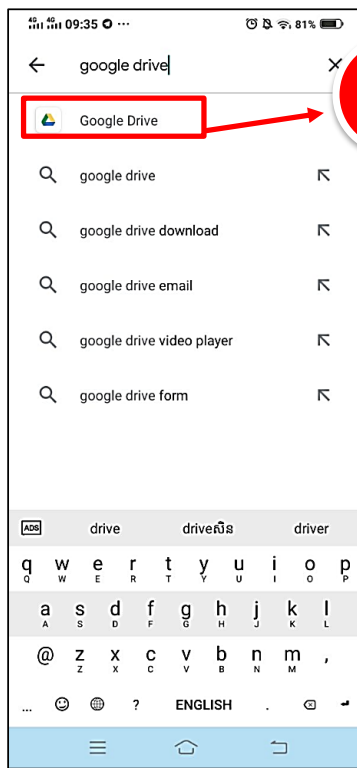 4G 4G 09:35 ... 81%
google drive
Google Drive
google drive
google drive download
google drive email
google drive video player
google drive form
ADS drive driveសិន driver
q w e r t y u i o p
Q W E R T Y U I O P
a s d f g h j k l
A S D F G H J K L
@ z x c v b n m ,
Z X C V B N M
... ? ENGLISH .